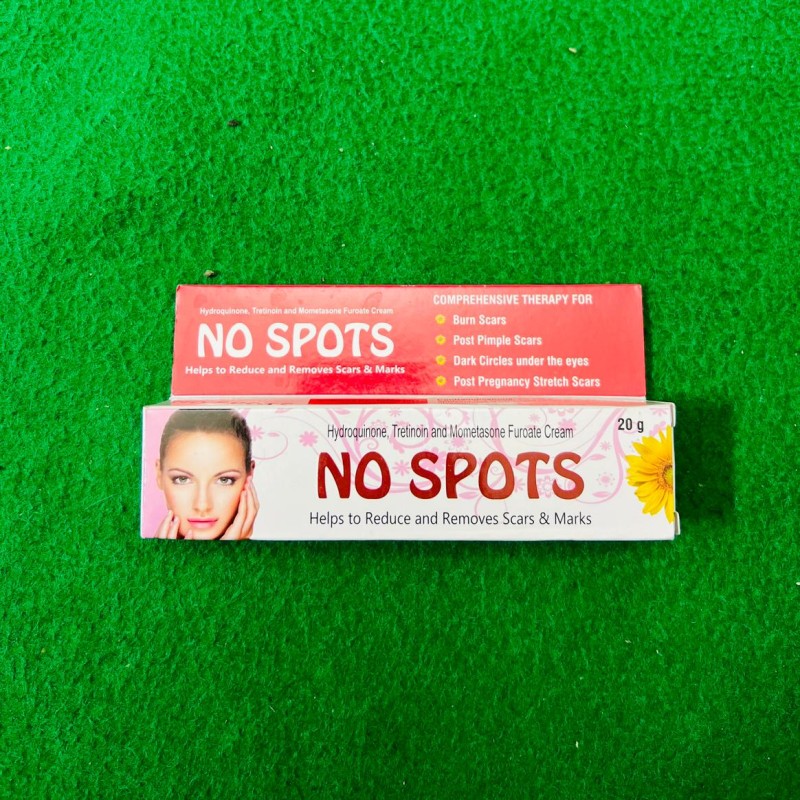 Hydroquinone, Tretinoin and Mometasone Furoate Cream
NO SPOTS
Helps to Reduce and Removes Scars & Marks
COMPREHENSIVE THERAPY FOR
Burn Scars
Post Pimple Scars
Dark Circles under the eyes
Post Pregnancy Stretch Scars
20 g
Hydroquinone, Tretinoin and Mometasone Furoate Cream
NO SPOTS
Helps to Reduce and Removes Scars & Marks